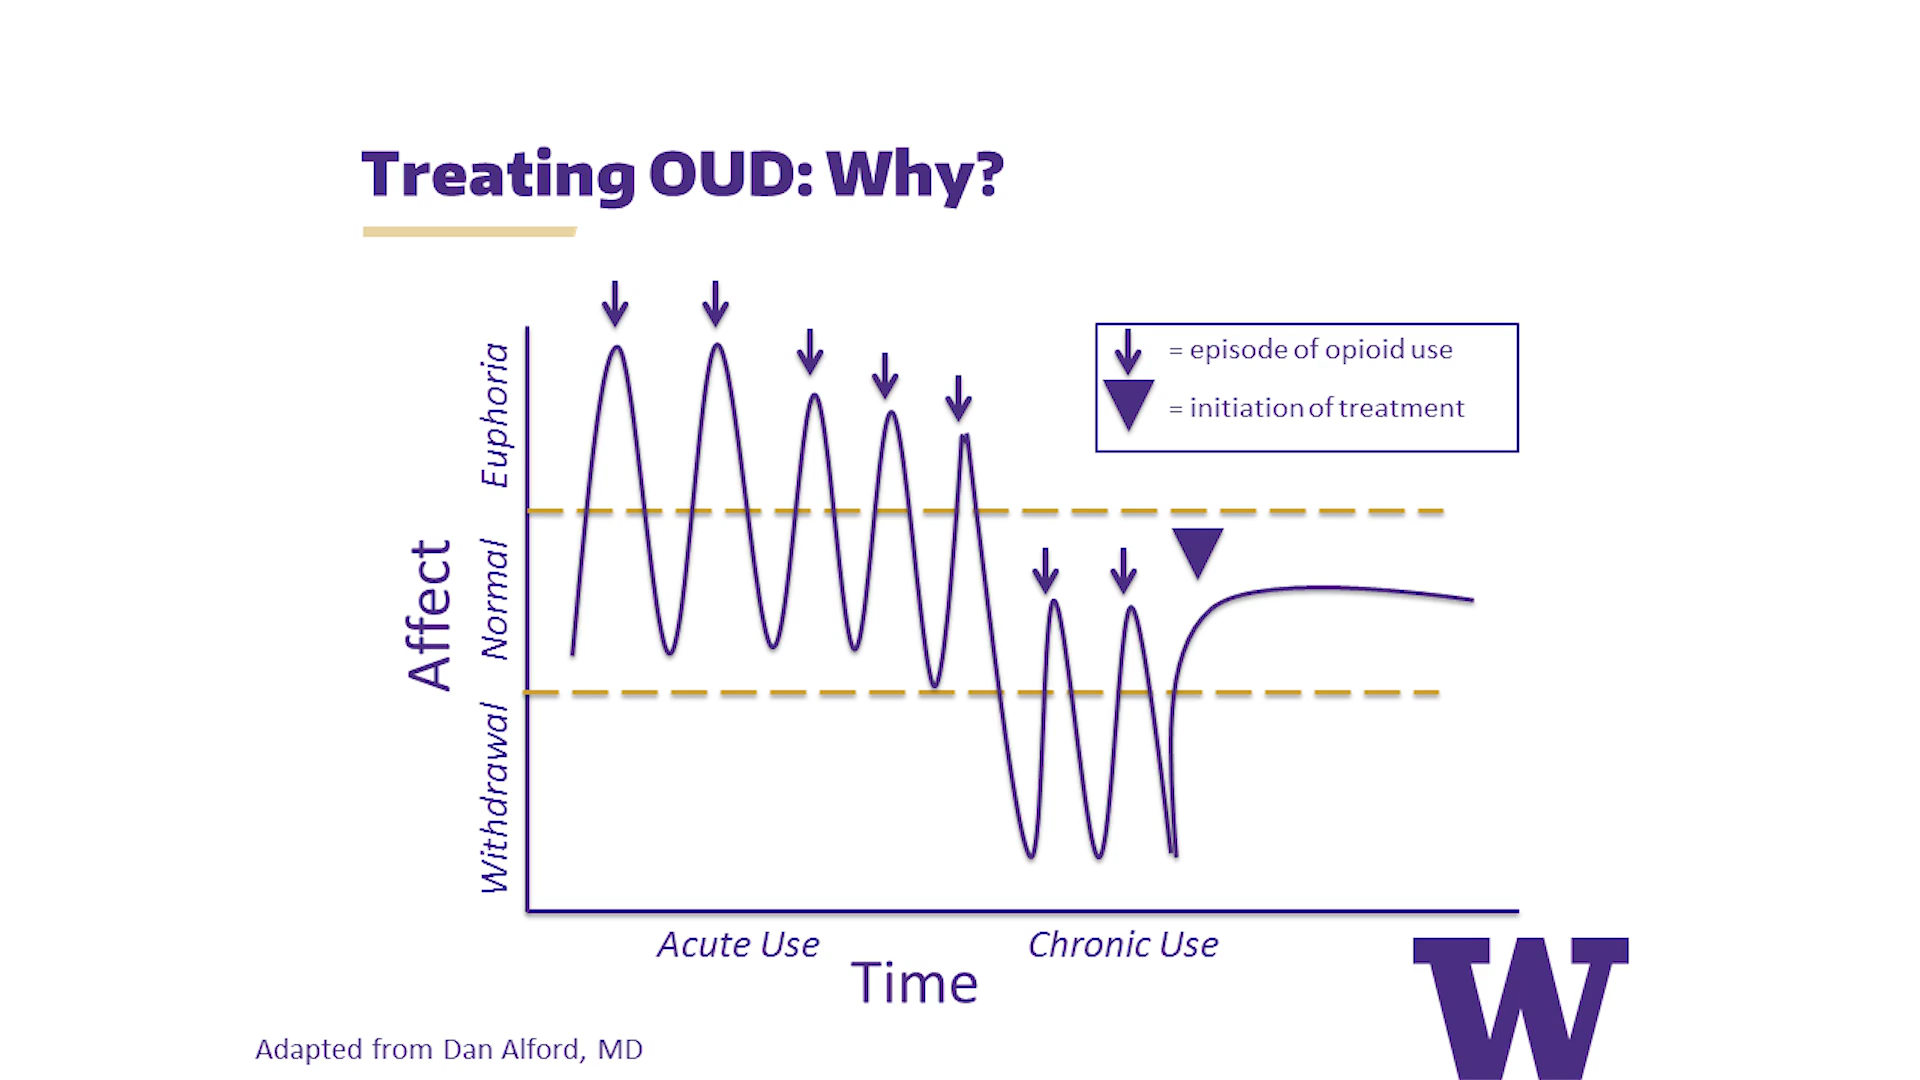 Treating OUD: Why?
= episode of opioid use
= initiation of treatment
Euphoria
Normal
Withdrawal
Affect
Acute Use
Chronic Use
Time
Adapted from Dan Alford, MD
W